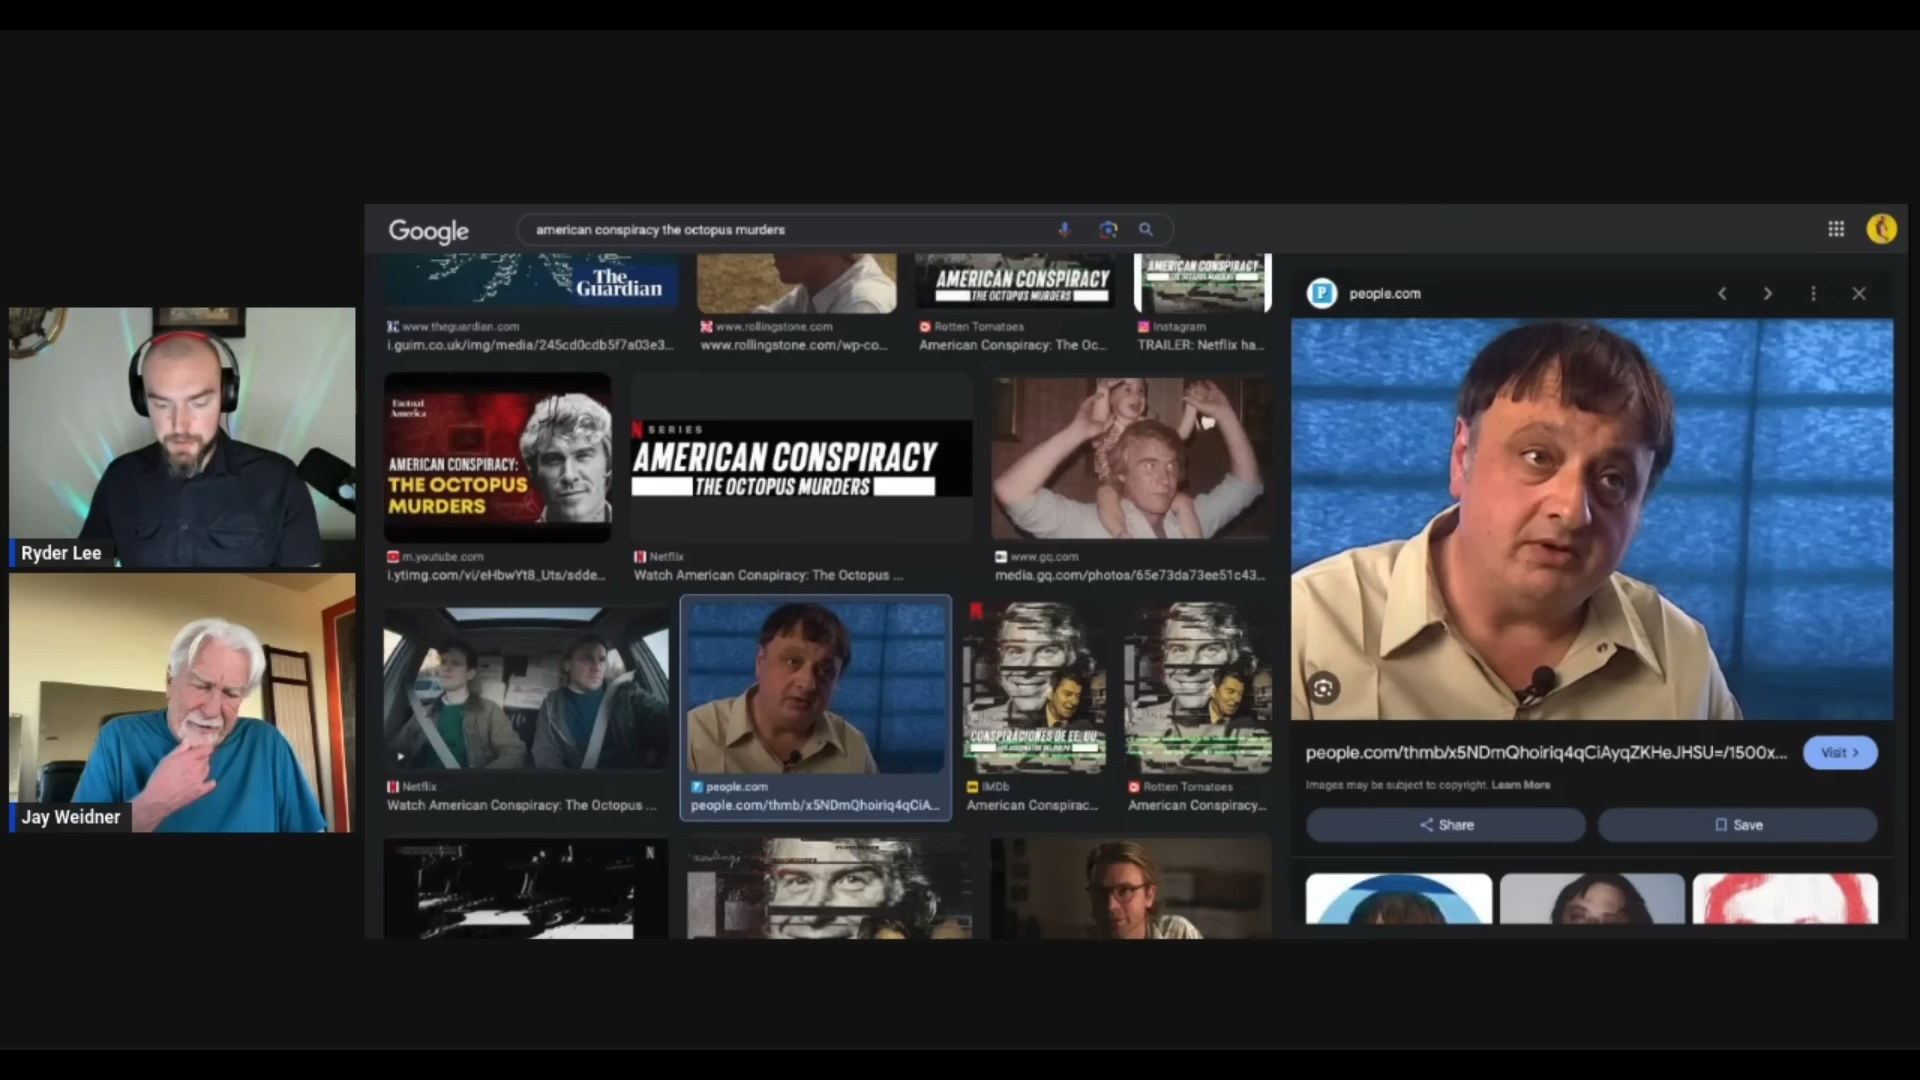 Google
american conspiracy the octopus murders
The
Guardian
AMERICAN CONSPIRACY
THE OCTOPUS MURDERS
AMERICAN CONSPIRACY
www.theguardian.com
i.guim.co.uk/img/media/245cd0cdb5f7a03e3...
www.rollingstone.com
www.rollingstone.com/wp-co...
Rotten Tomatoes
American Conspiracy: The Oc...
Instagram
TRAILER: Netflix ha...
P
people.com
Factual
America
AMERICAN CONSPIRACY:
THE OCTOPUS
MURDERS
N SERIES
AMERICAN CONSPIRACY
THE OCTOPUS MURDERS
m.youtube.com
i.ytimg.com/vi/eHbwYt8_Uts/sdde...
Netflix
Watch American Conspiracy: The Octopus ...
www.gq.com
media.gq.com/photos/65e73da73ee51c43...
Ryder Lee
Jay Weidner
CONSPIRACIONES DE EE. UU.
Netflix
Watch American Conspiracy: The Octopus ...
people.com
people.com/thmb/x5NDmQhoiriq4qCiA...
IMDb
American Conspirac...
Rotten Tomatoes
American Conspiracy...
people.com/thmb/x5NDmQhoiriq4qCiAyqZKHeJHSU=/1500x...
Visit
Images may be subject to copyright. Learn More
Share
Save
N